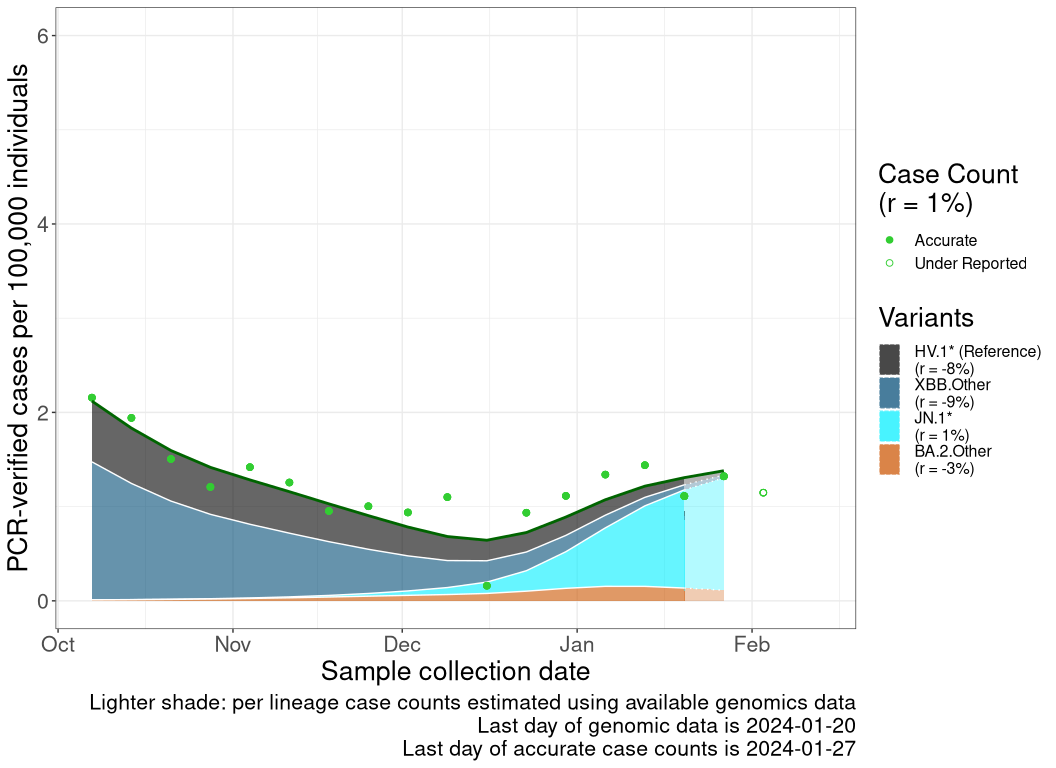 PCR-verified cases per 100,000 individuals
6
4
2
0
Oct
Nov
Dec
Jan
Feb
Sample collection date
Lighter shade: per lineage case counts estimated using available genomics data
Last day of genomic data is 2024-01-20
Last day of accurate case counts is 2024-01-27
Case Count
(r = 1%)
Accurate
Under Reported
Variants
HV.1* (Reference)
(r = -8%)
XBB.Other
(r = -9%)
JN.1*
(r = 1%)
BA.2.Other
(r = -3%)